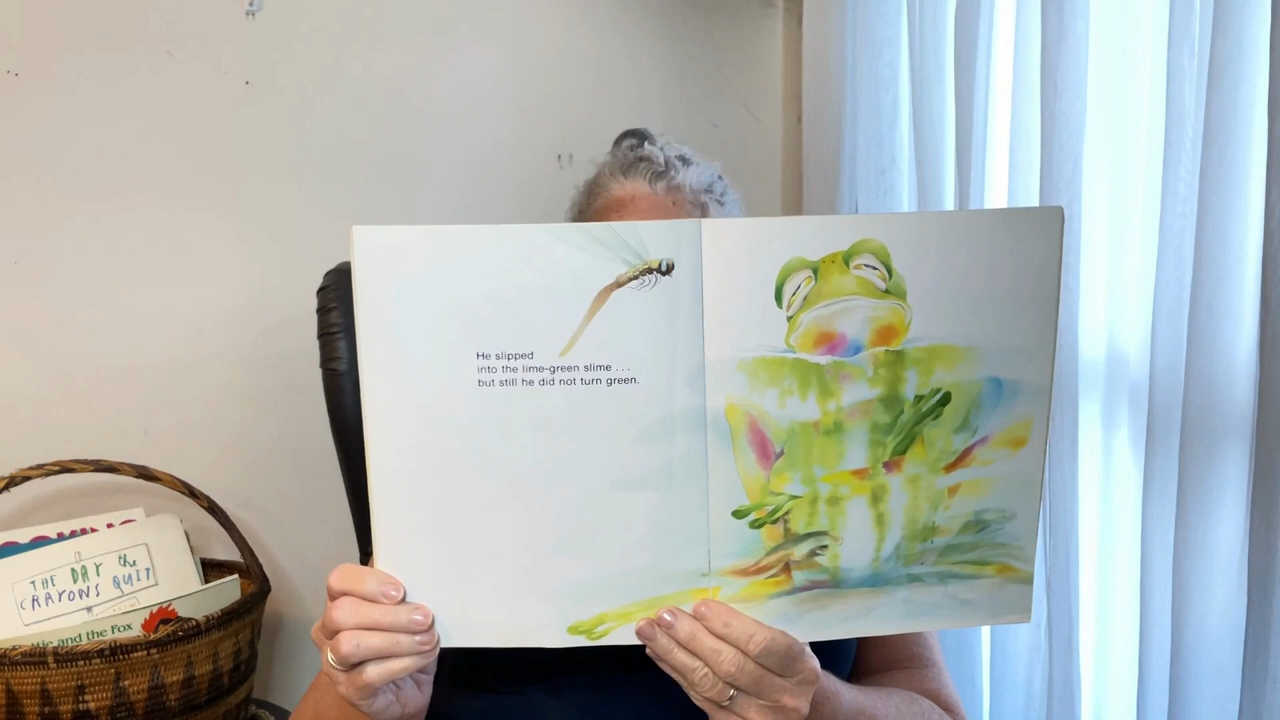 He slipped
into the lime-green slime . . .
but still he did not turn green.
THE DAY the
CRAYONS QUIT
and the Fox